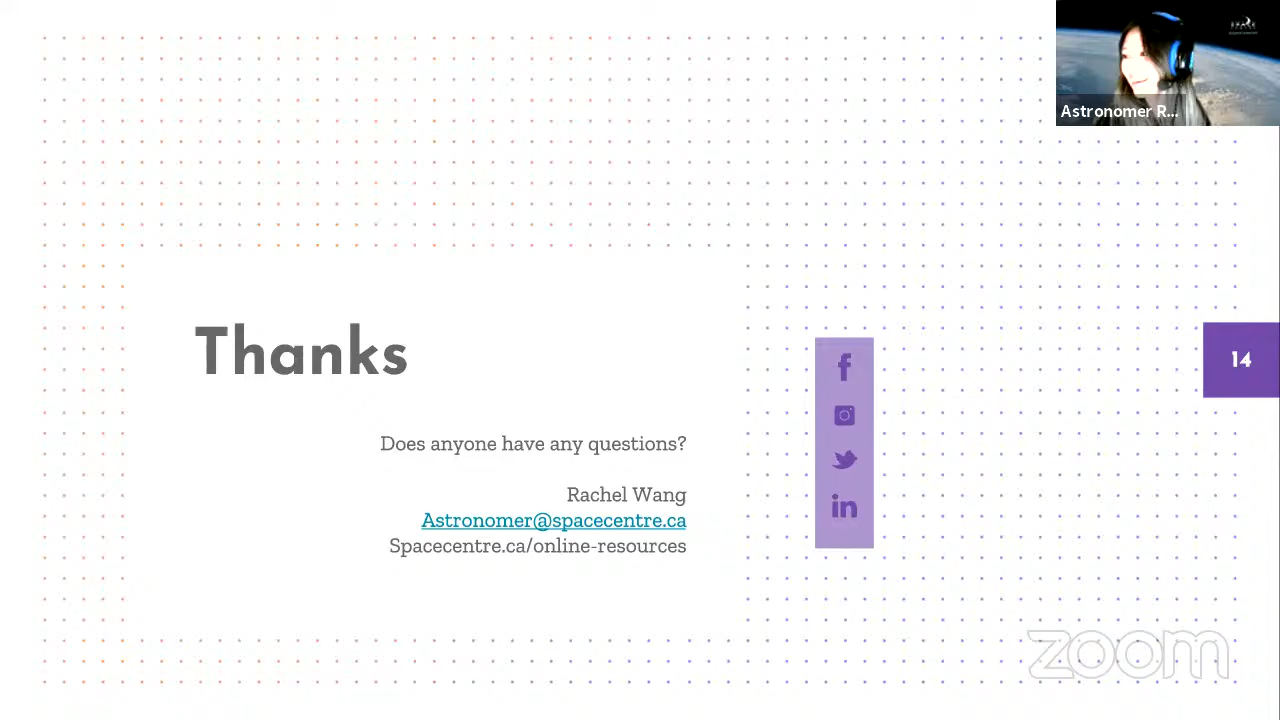 Astronomer R...
Thanks
14
Does anyone have any questions?
Rachel Wang
Astronomer@spacecentre.ca
Spacecentre.ca/online-resources
zoom